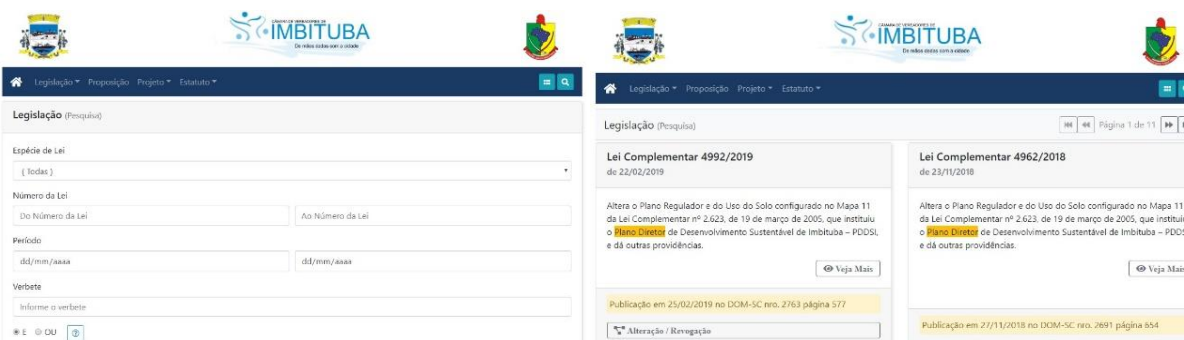 CÂMARA DE VEREADORES DE
IMBITUBA
De mãos dadas com a cidade
Legislação Proposição Projeto Estatuto
Legislação (Pesquisa)
Espécie de Lei
( Todas )
Número da Lei
Do Número da Lei Ao Número da Lei
Período
dd/mm/aaaa dd/mm/aaaa
Verbete
Informe o verbete
E OU
CÂMARA DE VEREADORES DE
IMBITUBA
De mãos dadas com a cidade
Legislação Proposição Projeto Estatuto
Legislação (Pesquisa) Página 1 de 11
Lei Complementar 4992/2019
de 22/02/2019
Altera o Plano Regulador e do Uso do Solo configurado no Mapa 11
da Lei Complementar nº 2.623, de 19 de março de 2005, que instituiu
o Plano Diretor de Desenvolvimento Sustentável de Imbituba – PDDSI,
e dá outras providências.
Veja Mais
Publicação em 25/02/2019 no DOM-SC nro. 2763 página 577
Alteração / Revogação
Lei Complementar 4962/2018
de 23/11/2018
Altera o Plano Regulador e do Uso do Solo configurado no Mapa 11
da Lei Complementar nº 2.623, de 19 de março de 2005, que instituiu
o Plano Diretor de Desenvolvimento Sustentável de Imbituba – PDDS
e dá outras providências.
Veja Mais
Publicação em 27/11/2018 no DOM-SC nro. 2691 página 654